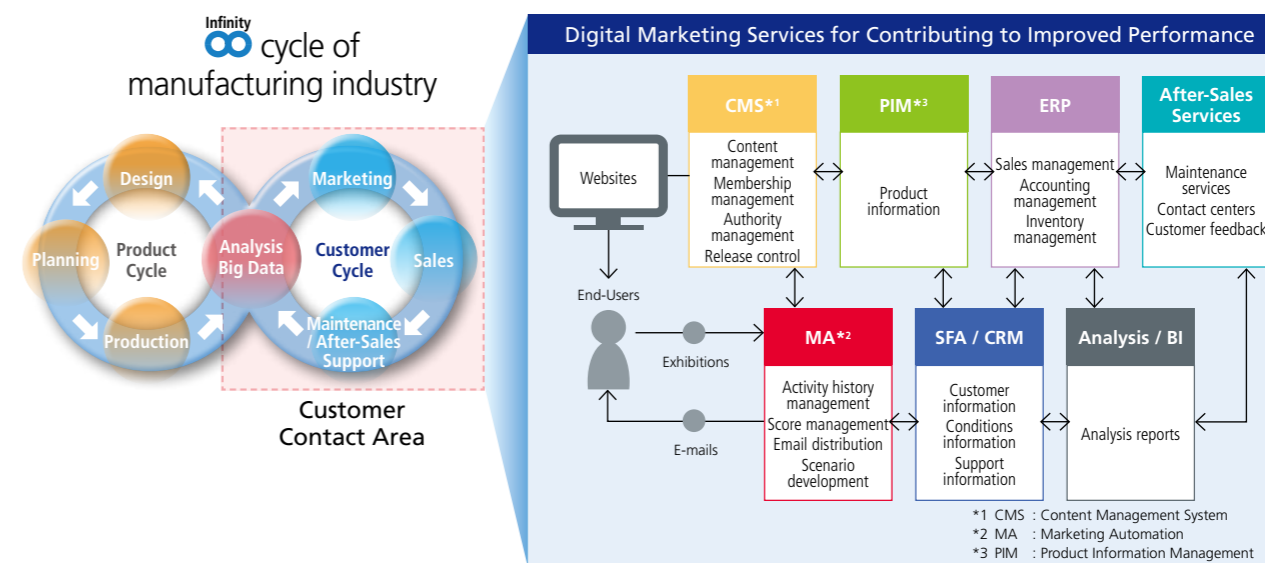 Infinity
cycle of
manufacturing industry
Design
Marketing
Planning
Product
Cycle
Analysis
Big Data
Customer
Cycle
Sales
Production
Maintenance
/ After-Sales
Support
Customer
Contact Area
Digital Marketing Services for Contributing to Improved Performance
Websites
End-Users
Exhibitions
E-mails
CMS*1
Content
management
Membership
management
Authority
management
Release control
PIM*3
Product
information
ERP
Sales management
Accounting
management
Inventory
management
After-Sales
Services
Maintenance
services
Contact centers
Customer feedback
MA*2
Activity history
management
Score management
Email distribution
Scenario
development
SFA / CRM
Customer
information
Conditions
information
Support
information
Analysis / BI
Analysis reports
*1 CMS : Content Management System
*2 MA : Marketing Automation
*3 PIM : Product Information Management